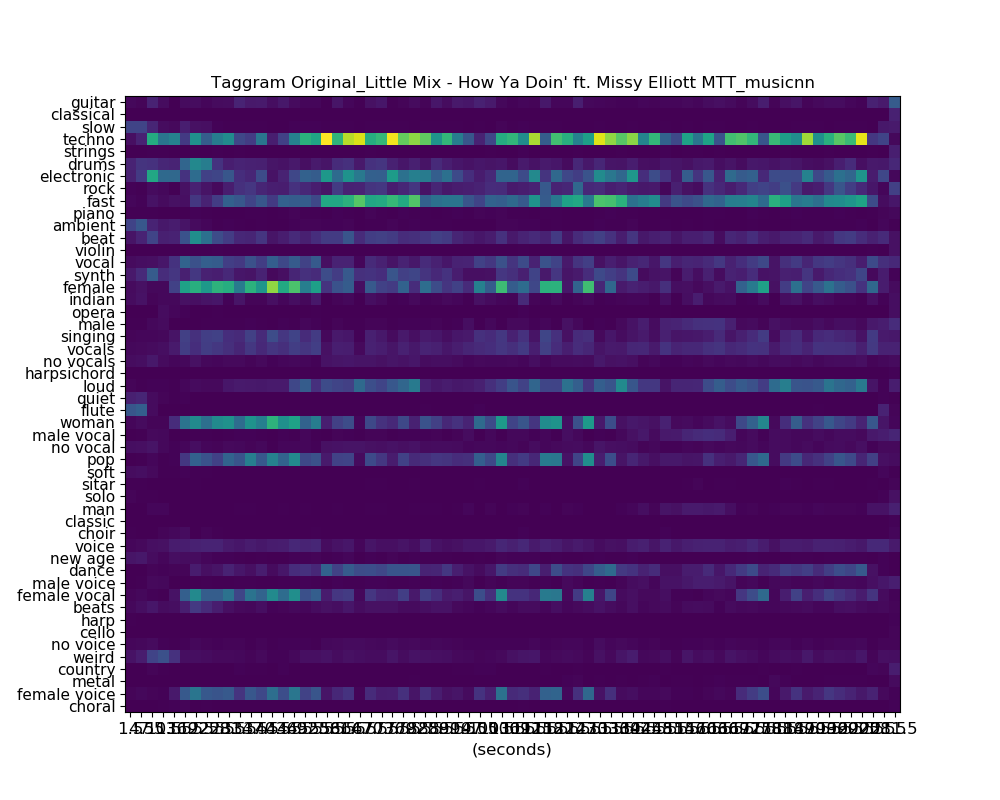 Taggram Original_Little Mix - How Ya Doin' ft. Missy Elliott MTT_musicnn
guitar
classical
slow
techno
strings
drums
electronic
rock
fast
piano
ambient
beat
violin
vocal
synth
female
indian
opera
male
singing
vocals
no vocals
harpsichord
loud
quiet
flute
woman
male vocal
no vocal
pop
soft
sitar
solo
man
classic
choir
voice
new age
dance
male voice
female vocal
beats
harp
cello
no voice
weird
country
metal
female voice
choral
(seconds)